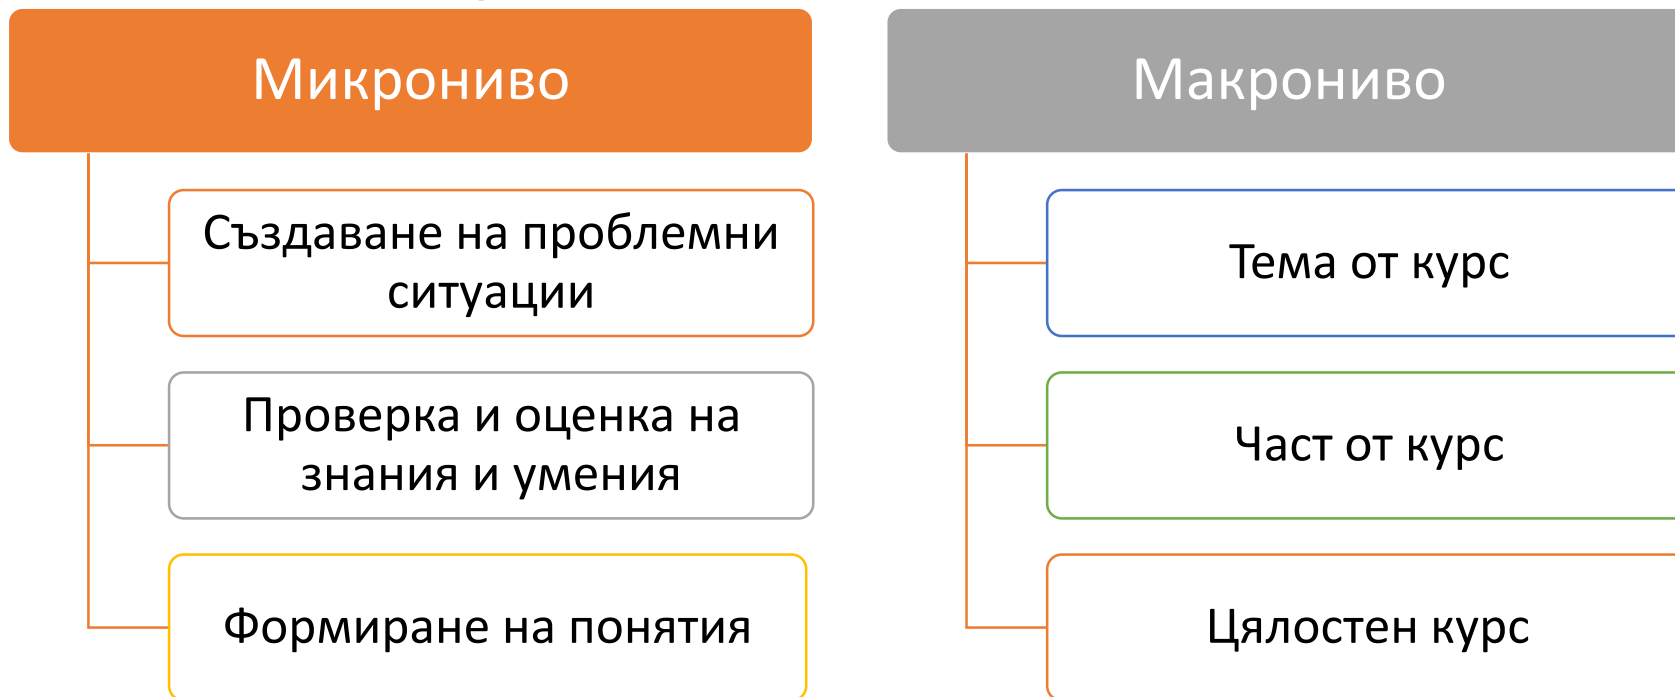 Микрониво
Създаване на проблемни
ситуации
Проверка и оценка на
знания и умения
Формиране на понятия
Макрониво
Тема от курс
Част от курс
Цялостен курс